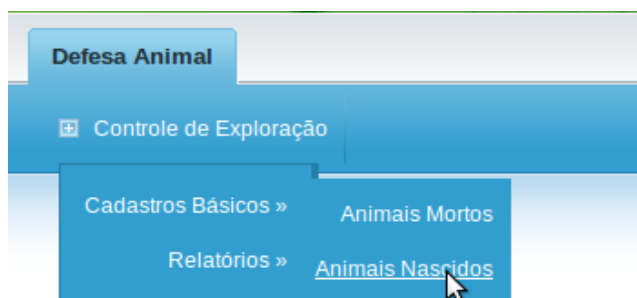 Defesa Animal
Controle de Exploração
Cadastros Básicos »
Animais Mortos
Relatórios »
Animais Nascidos